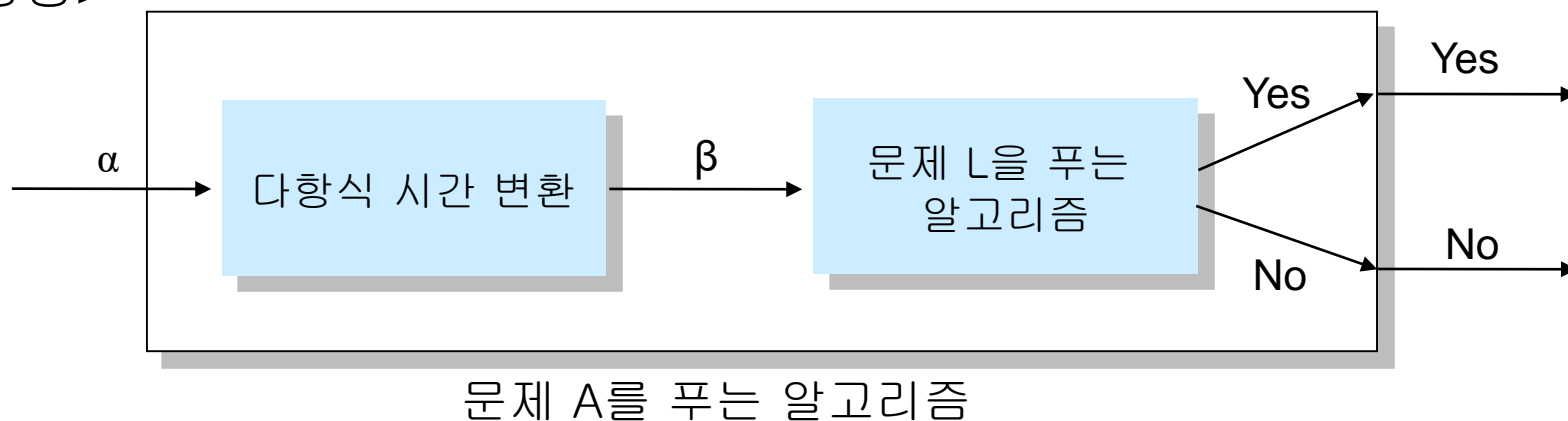 Yes
Yes
α
β
다항식 시간 변환
문제 L을 푸는
알고리즘
No
No
문제 A를 푸는 알고리즘